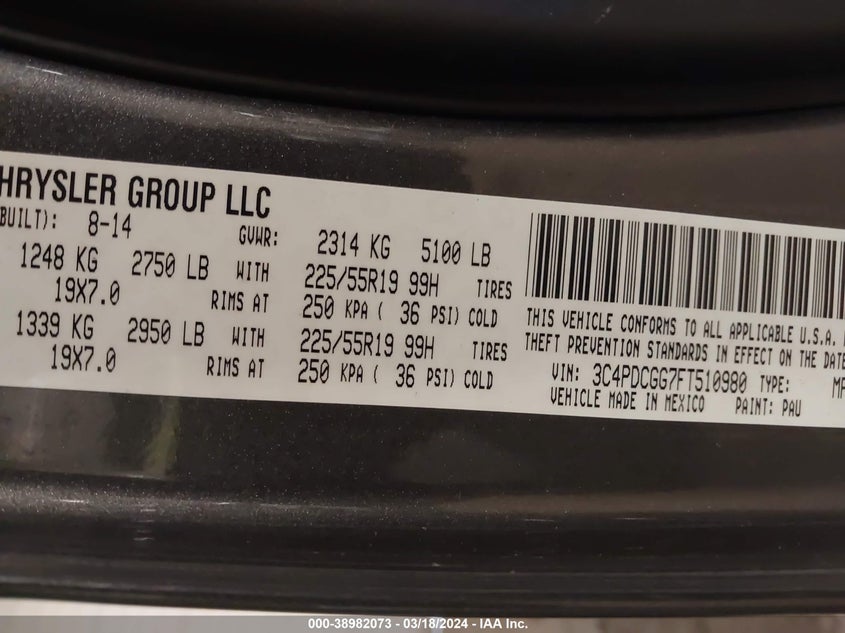 HRYSLER GROUP LLC
BUILT): 8-14 GVWR: 2314 KG 5100 LB
1248 KG 2750 LB WITH 225/55R19 99H TIRES
19X7.0 RIMS AT 250 KPA ( 36 PSI) COLD
1339 KG 2950 LB WITH 225/55R19 99H TIRES
19X7.0 RIMS AT 250 KPA ( 36 PSI) COLD
THIS VEHICLE CONFORMS TO ALL APPLICABLE U.S.A.
THEFT PREVENTION STANDARDS IN EFFECT ON THE DATE
VIN: 3C4PDCGG7FT510980 TYPE: MP
VEHICLE MADE IN MEXICO PAINT: PAU
000-38982073 - 03/18/2024 - IAA Inc.